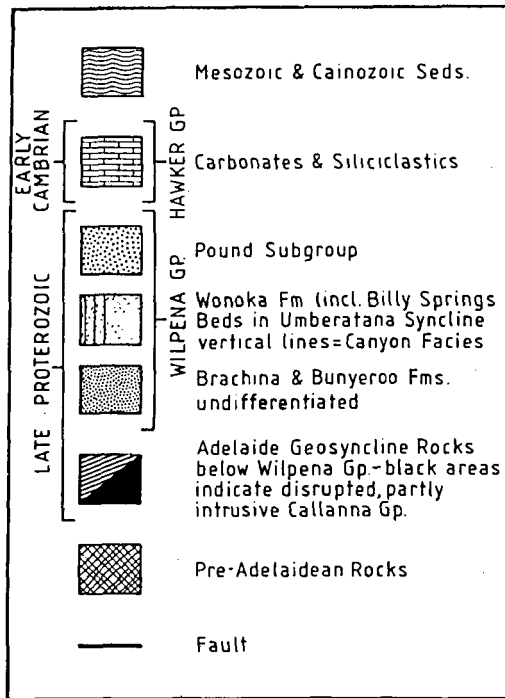 Mesozoic & Cainozoic Seds.
EARLY
CAMBRIAN
HAWKER GP
Carbonates & Siliciclastics
LATE PROTEROZOIC
WILPENA GP.
Pound Subgroup
Wonoka Fm (incl. Billy Springs
Beds in Umberatana Syncline
vertical lines=Canyon Facies
Brachina & Bunyeroo Fms.
undifferentiated
Adelaide Geosyncline Rocks
below Wilpena Gp.-black areas
indicate disrupted, partly
intrusive Callanna Gp.
Pre-Adelaidean Rocks
Fault